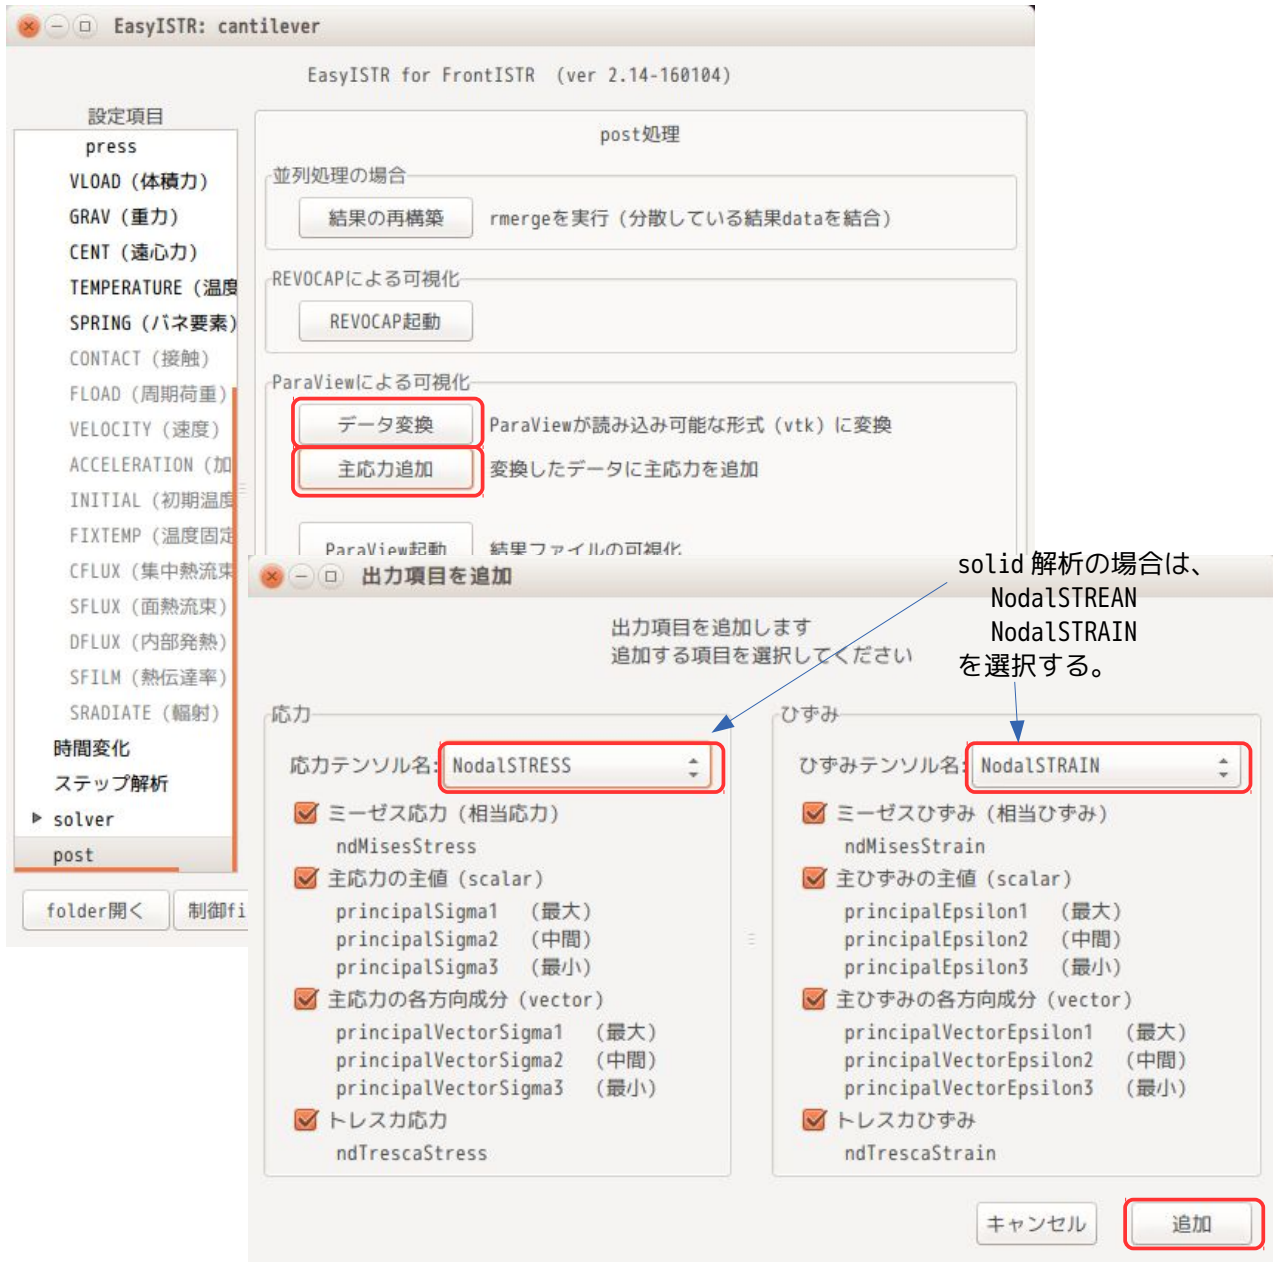 EasyISTR: cantilever
EasyISTR for FrontISTR (ver 2.14-160104)
設定項目
press
VLOAD (体積力)
GRAV (重力)
CENT (遠心力)
TEMPERATURE (温度
SPRING (バネ要素)
CONTACT (接触)
FLOAD (周期荷重)
VELOCITY (速度)
ACCELERATION (加
INITIAL (初期温度
FIXTEMP (温度固定
CFLUX (集中熱流束
SFLUX (面熱流束)
DFLUX (内部発熱)
SFILM (熱伝達率)
SRADIATE (輻射)
時間変化
ステップ解析
solver
post
folder開く 制御fi
post処理
並列処理の場合
結果の再構築 rmergeを実行 (分散している結果dataを結合)
REVOCAPによる可視化
REVOCAP起動
ParaViewによる可視化
データ変換 ParaViewが読み込み可能な形式 (vtk) に変換
主応力追加 変換したデータに主応力を追加
ParaView起動 結果ファイルの可視化
solid 解析の場合は、
NodalSTREAN
NodalSTRAIN
を選択する。
出力項目を追加
出力項目を追加します
追加する項目を選択してください
応力
応力テンソル名: NodalSTRESS
ミーゼス応力 (相当応力)
ndMisesStress
主応力の主値 (scalar)
principalSigma1 (最大)
principalSigma2 (中間)
principalSigma3 (最小)
主応力の各方向成分 (vector)
principalVectorSigma1 (最大)
principalVectorSigma2 (中間)
principalVectorSigma3 (最小)
トレスカ応力
ndTrescaStress
ひずみ
ひずみテンソル名: NodalSTRAIN
ミーゼスひずみ (相当ひずみ)
ndMisesStrain
主ひずみの主値 (scalar)
principalEpsilon1 (最大)
principalEpsilon2 (中間)
principalEpsilon3 (最小)
主ひずみの各方向成分 (vector)
principalVectorEpsilon1 (最大)
principalVectorEpsilon2 (中間)
principalVectorEpsilon3 (最小)
トレスカひずみ
ndTrescaStrain
キャンセル 追加